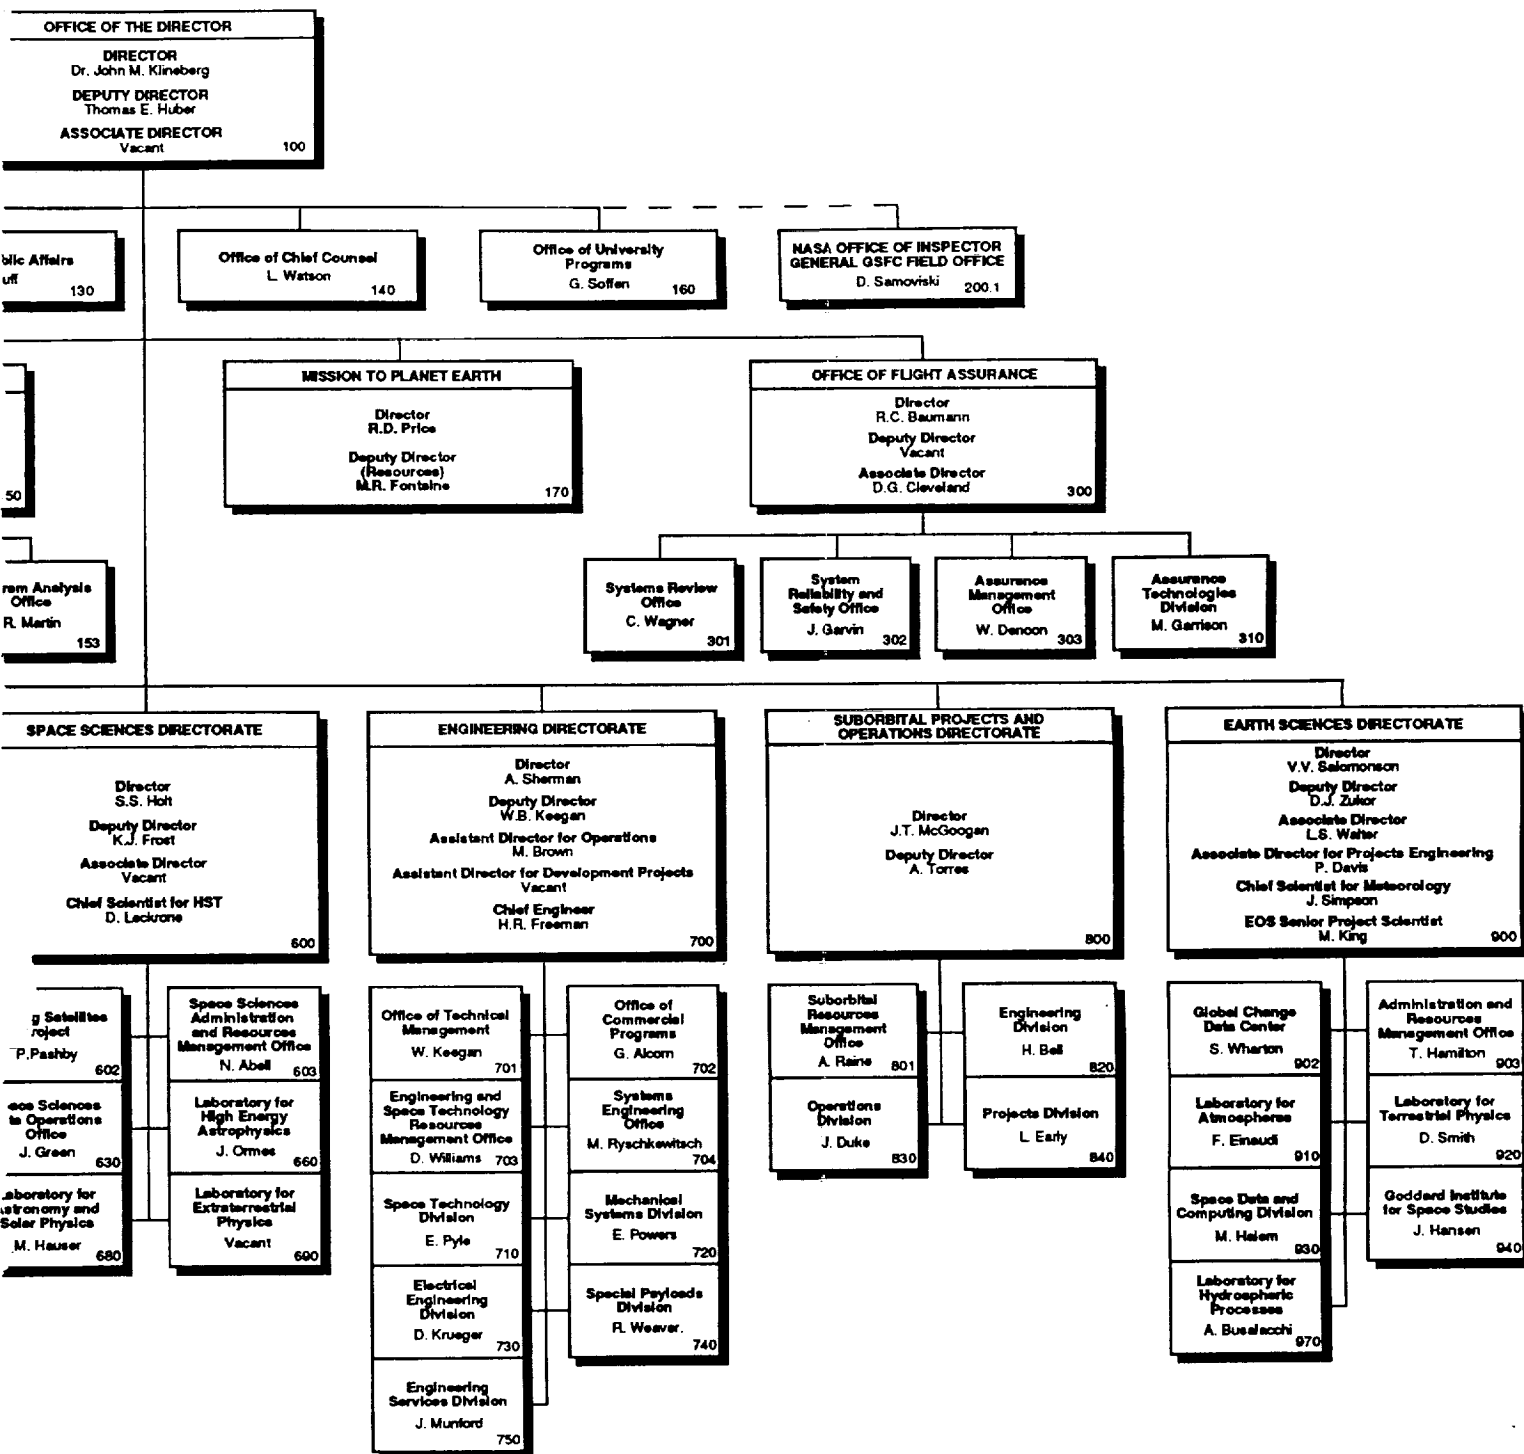 OFFICE OF THE DIRECTOR
DIRECTOR
Dr. John M. Klineberg
DEPUTY DIRECTOR
Thomas E. Huber
ASSOCIATE DIRECTOR
Vacant
100
Affairs
130
Office of Chief Counsel
L. Watson
140
Office of University
Programs
G. Soffen
160
NASA OFFICE OF INSPECTOR
GENERAL GSFC FIELD OFFICE
D. Samoviski
200.1
50
MISSION TO PLANET EARTH
Director
R.D. Price
Deputy Director
(Resources)
M.R. Fontaine
170
OFFICE OF FLIGHT ASSURANCE
Director
R.C. Baumann
Deputy Director
Vacant
Associate Director
D.G. Cleveland
300
Analysis
Office
R. Martin
153
Systems Review
Office
C. Wagner
301
System
Reliability and
Safety Office
J. Garvin
302
Assurance
Management
Office
W. Denoon
303
Assurance
Technologies
Division
M. Garrison
310
SPACE SCIENCES DIRECTORATE
Director
S.S. Holt
Deputy Director
K.J. Frost
Associate Director
Vacant
Chief Scientist for HST
D. Leckrone
600
ENGINEERING DIRECTORATE
Director
A. Sherman
Deputy Director
W.B. Keegan
Assistant Director for Operations
M. Brown
Assistant Director for Development Projects
Vacant
Chief Engineer
H.R. Freeman
700
SUBORBITAL PROJECTS AND
OPERATIONS DIRECTORATE
Director
J.T. McGoogan
Deputy Director
A. Torres
800
EARTH SCIENCES DIRECTORATE
Director
V.V. Salomonson
Deputy Director
D.J. Zukor
Associate Director
L.S. Walter
Associate Director for Projects Engineering
P. Davis
Chief Scientist for Meteorology
J. Simpson
EOS Senior Project Scientist
M. King
900
g Satellites
roject
P.Pashby
602
Space Sciences
Administration
and Resources
Management Office
N. Abell
603
Sciences
Operations
Office
J. Green
630
Laboratory for
High Energy
Astrophysics
J. Ormes
660
aboratory for
stronomy and
Solar Physics
M. Hauser
680
Laboratory for
Extraterrestrial
Physics
Vacant
690
Office of Technical
Management
W. Keegan
701
Office of
Commercial
Programs
G. Alcorn
702
Engineering and
Space Technology
Resources
Management Office
D. Williams
703
Systems
Engineering
Office
M. Ryschkewitsch
704
Space Technology
Division
E. Pyle
710
Mechanical
Systems Division
E. Powers
720
Electrical
Engineering
Division
D. Krueger
730
Special Payloads
Division
R. Weaver.
740
Engineering
Services Division
J. Munford
750
Suborbital
Resources
Management
Office
A. Raine
801
Engineering
Division
H. Bell
820
Operations
Division
J. Duke
830
Projects Division
L. Early
840
Global Change
Data Center
S. Wharton
902
Administration and
Resources
Management Office
T. Hamilton
903
Laboratory for
Atmospheres
F. Einaudi
910
Laboratory for
Terrestrial Physics
D. Smith
920
Space Data and
Computing Division
M. Halem
930
Goddard Institute
for Space Studies
J. Hansen
940
Laboratory for
Hydrospheric
Processes
A. Busalacchi
970